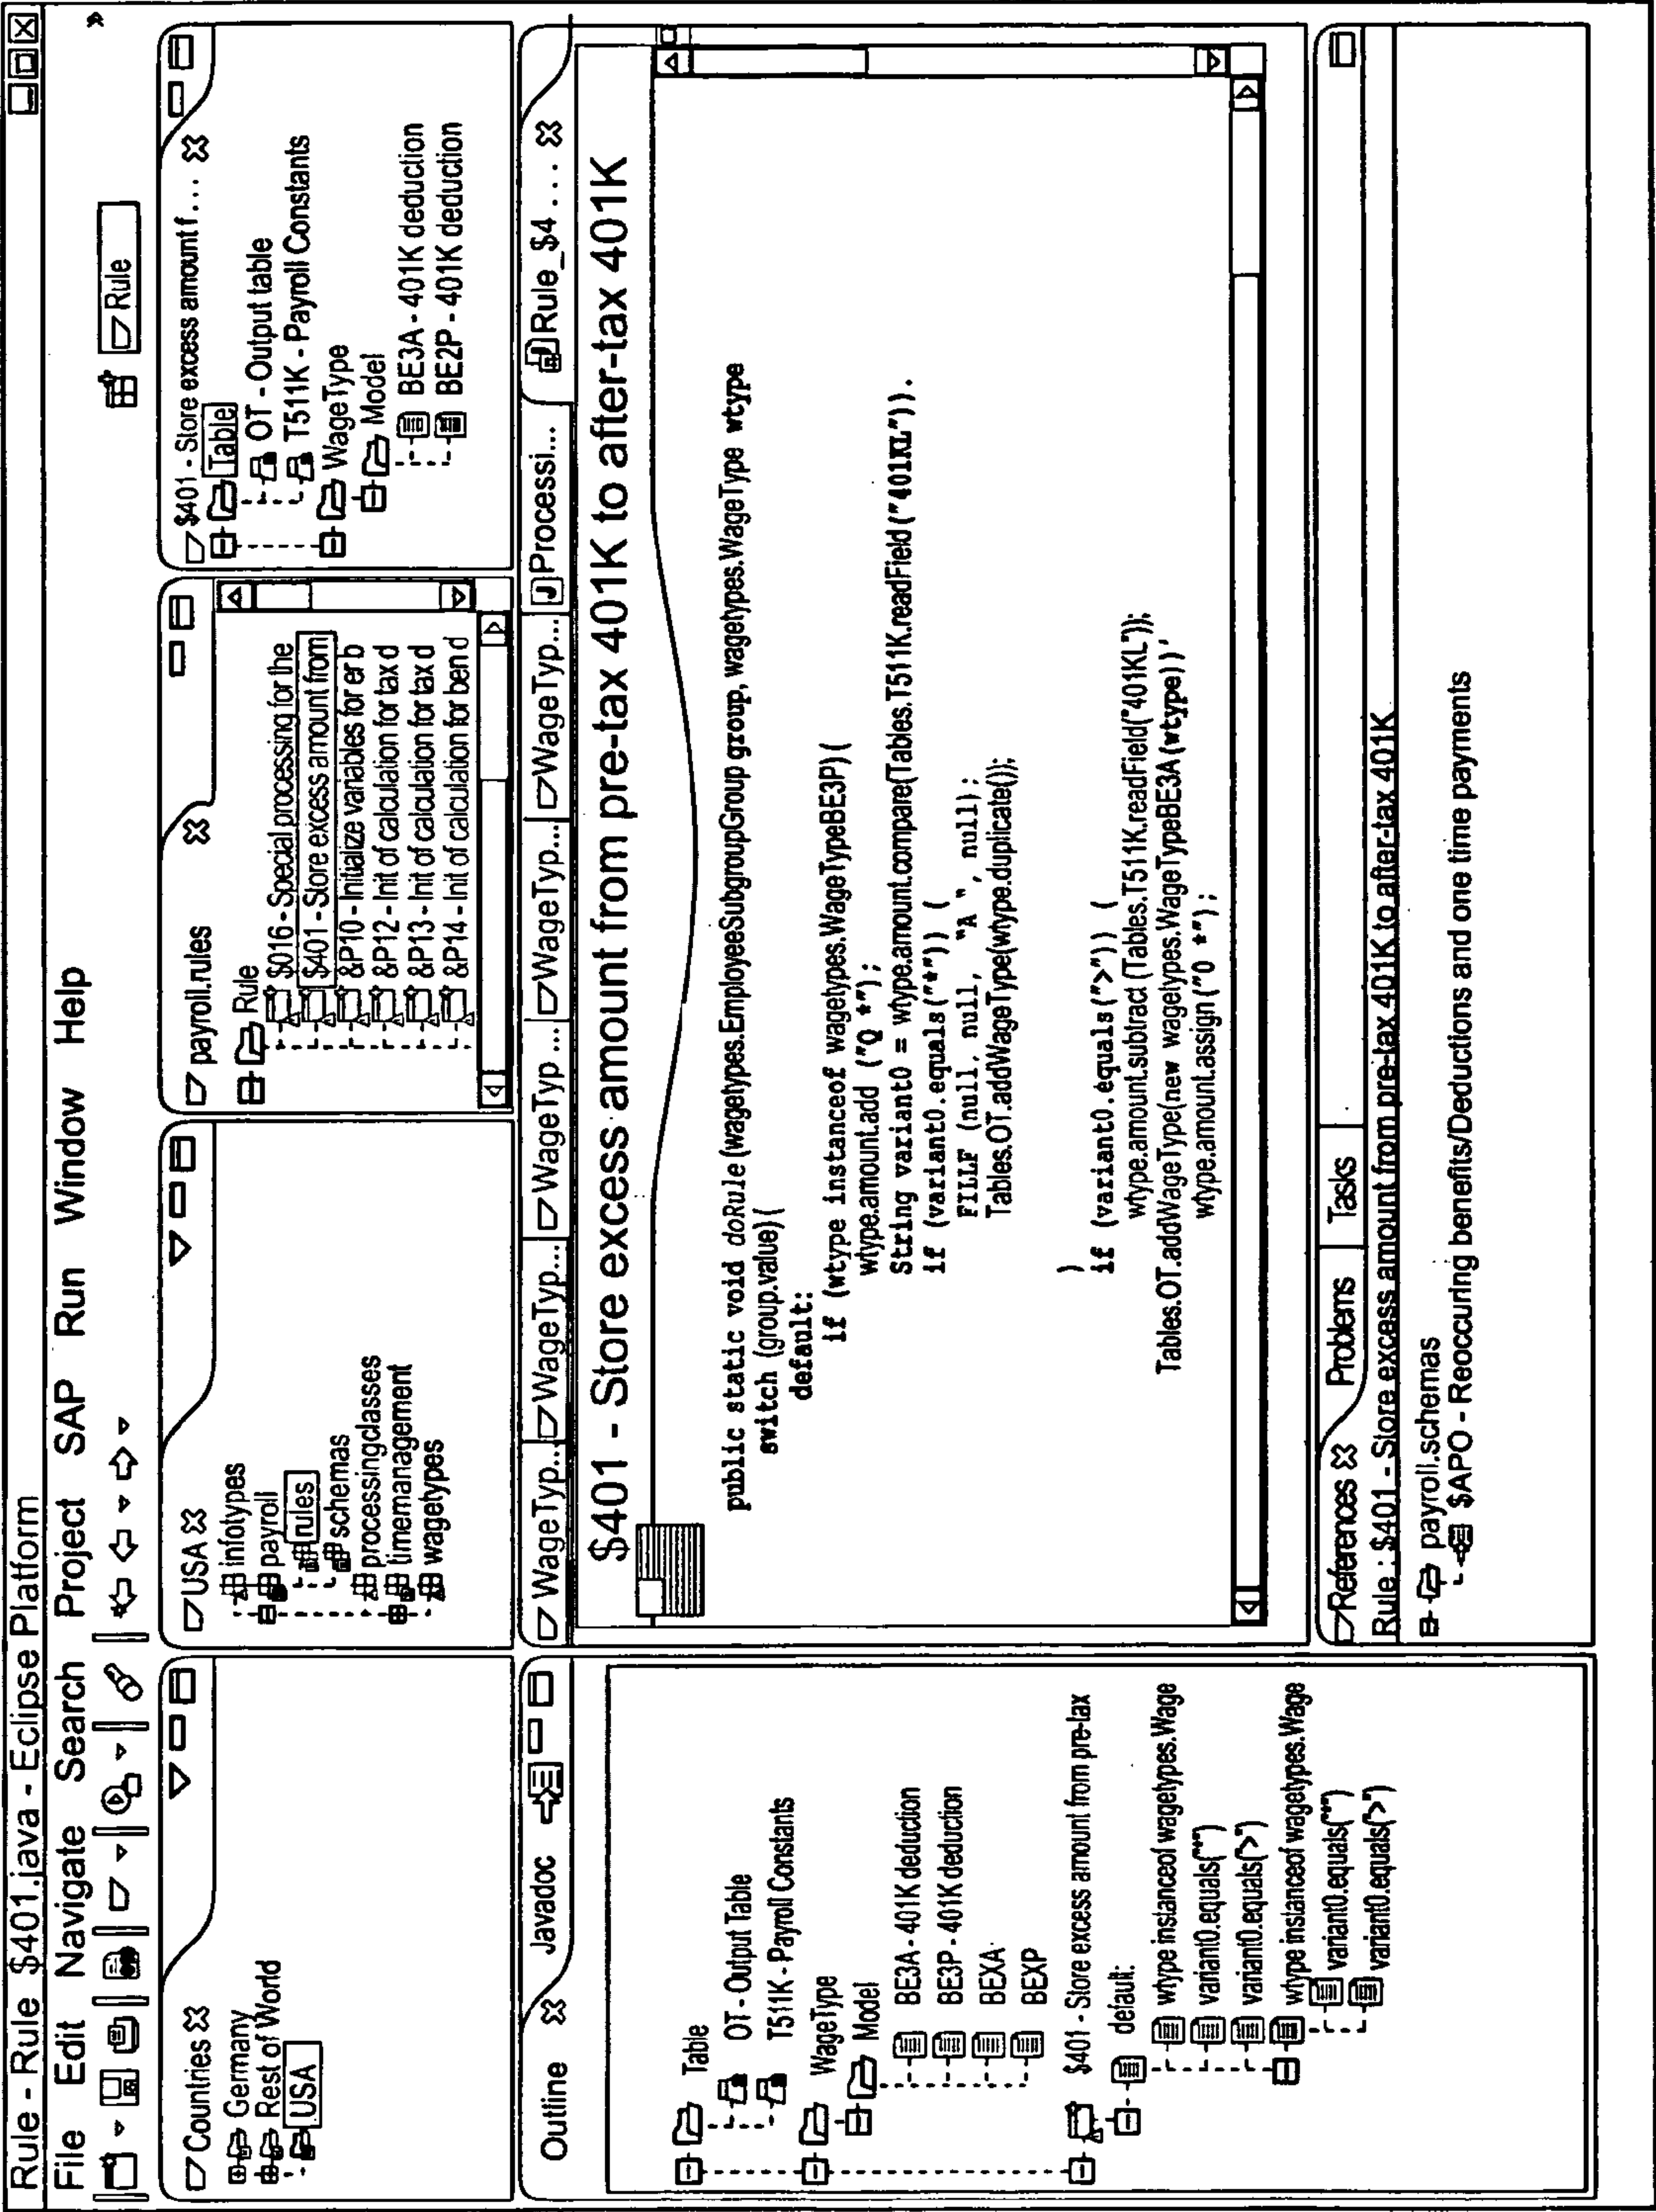 Rule - Rule $401.java - Eclipse Platform
File Edit Navigate Search Project SAP Run Window Help
»
Rule
Countries
Germany
Rest of World
USA
USA
infotypes
payroll
rules
schemas
processingclasses
timemanagement
wagetypes
payroll.rules
Rule
$016 - Special processing for the
$401 - Store excess amount from
&P10 - Initialize variables for er b
&P12 - Init of calculation for tax d
&P13 - Init of calculation for tax d
&P14 - Init of calculation for ben d
$401 - Store excess amount f...
Table
OT - Output table
T511K - Payroll Constants
WageType
Model
BE3A - 401K deduction
BE2P - 401K deduction
Outline Javadoc
Table
OT - Output Table
T511K - Payroll Constants
WageType
Model
BE3A - 401K deduction
BE3P - 401K deduction
BEXA
BEXP
$401 - Store excess amount from pre-tax
default:
wtype instanceof wagetypes.Wage
variant0.equals("*")
variant0.equals(">")
wtype instanceof wagetypes.Wage
variant0.equals("*")
variant0.equals(">")
WageTyp... WageTyp... WageTyp ... WageTyp... WageTyp... Processi... Rule_$4 ...
$401 - Store excess amount from pre-tax 401K to after-tax 401K
public static void doRule (wagetypes.EmployeeSubgroupGroup group, wagetypes.WageType wtype
switch (group.value)(
default:
if (wtype instanceof wagetypes.WageTypeBE3P)(
wtype.amount.add ("Q *");
String variant0 = wtype.amount.compare(Tables.T511K.readField("401KL")).
if (variant0.equals("*")) (
FILLF (null, null, "A ", null);
Tables.OT.addWageType(wtype.duplicate());
)
if (variant0.equals(">")) (
wtype.amount.subtract (Tables.T511K.readField("401KL"));
Tables.OT.addWageType(new wagetypes.WageTypeBE3A(wtype))'
wtype.amount.assign ("0 *");
References Problems Tasks
Rule : $401 - Store excess amount from pre-tax 401K to after-tax 401K
payroll.schemas
$APO - Reoccuring benefits/Deductions and one time payments